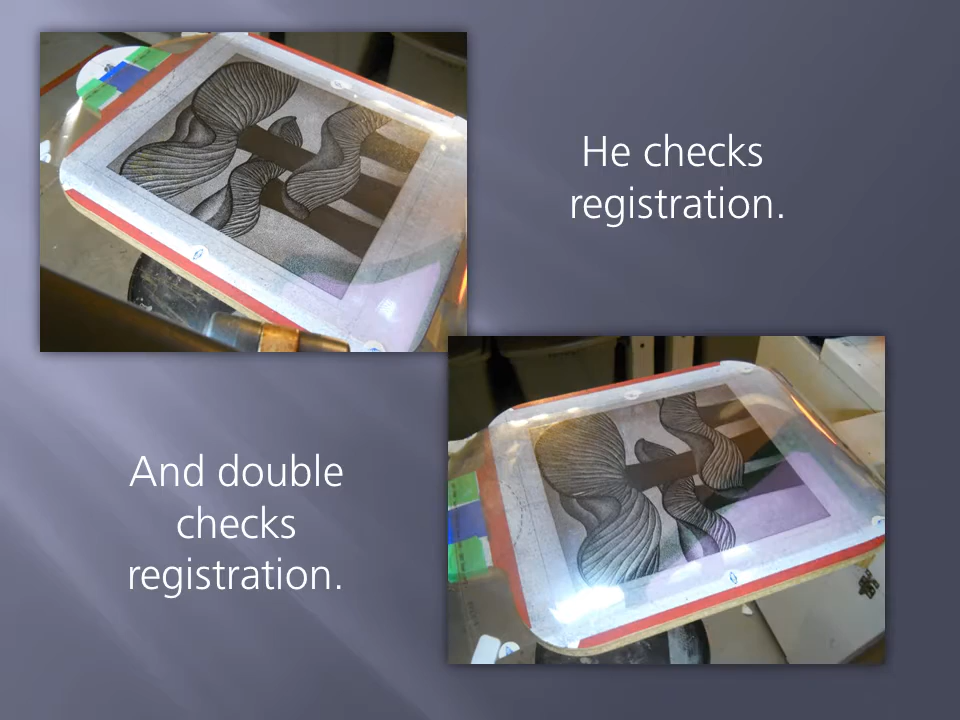 He checks
registration.
And double
checks
registration.